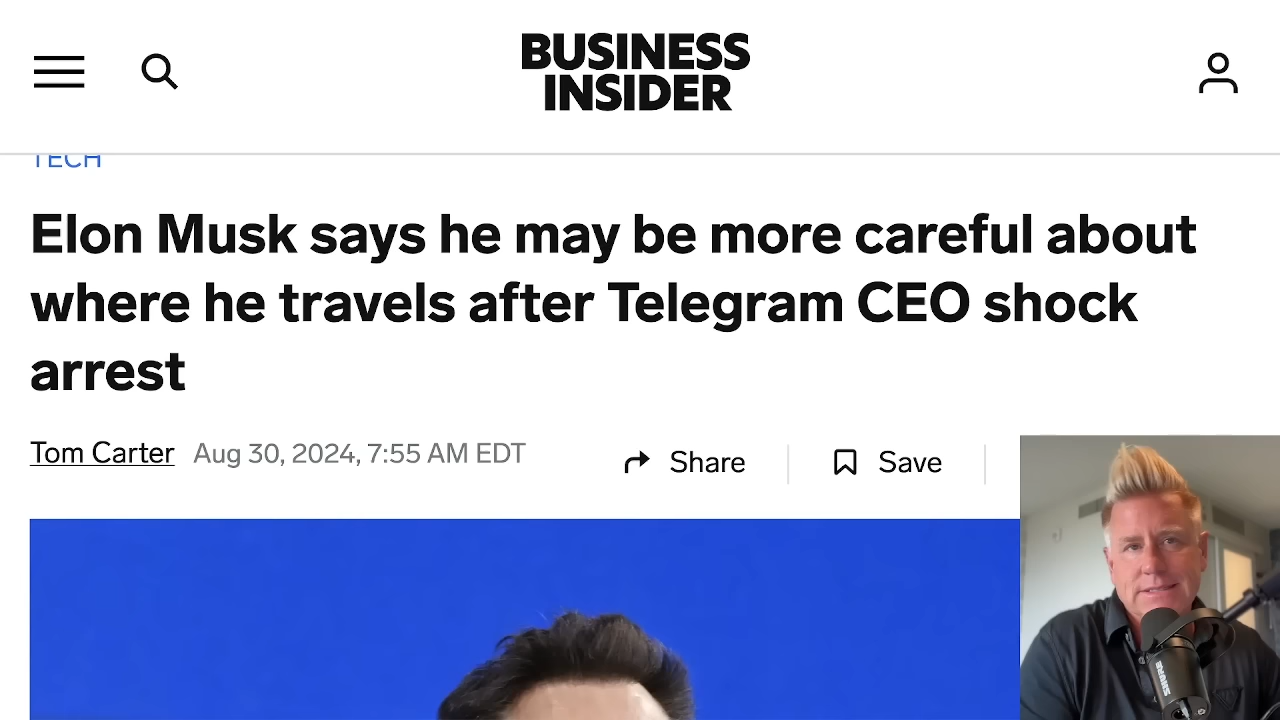 BUSINESS
INSIDER
TECH
Elon Musk says he may be more careful about
where he travels after Telegram CEO shock
arrest
Tom Carter Aug 30, 2024, 7:55 AM EDT Share Save
SHURE